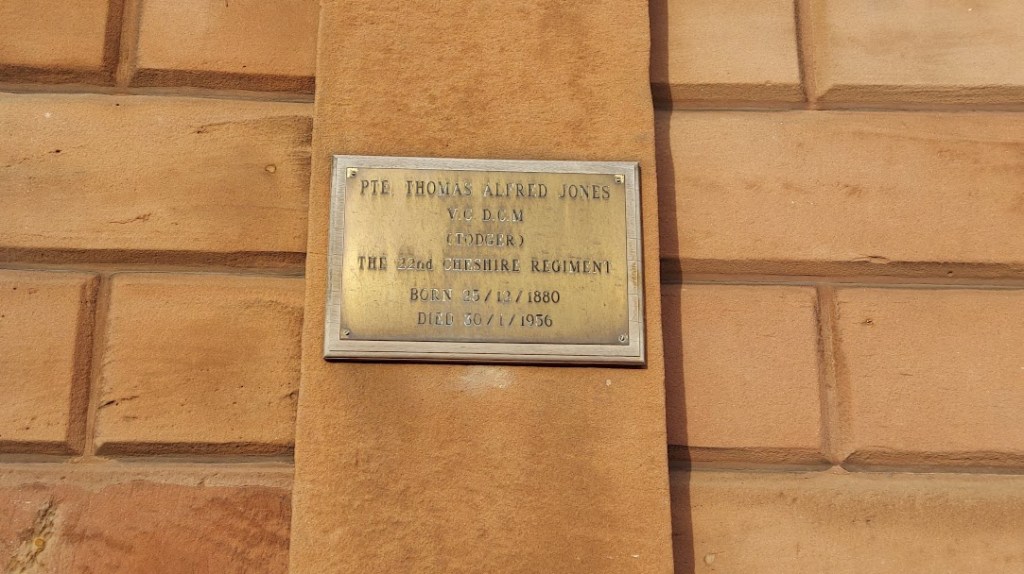 PTE. THOMAS ALFRED JONES
V.C. D.C.M
(TODGER)
THE 22nd CHESHIRE REGIMENT
BORN 25/12/1880
DIED 30/1/1956